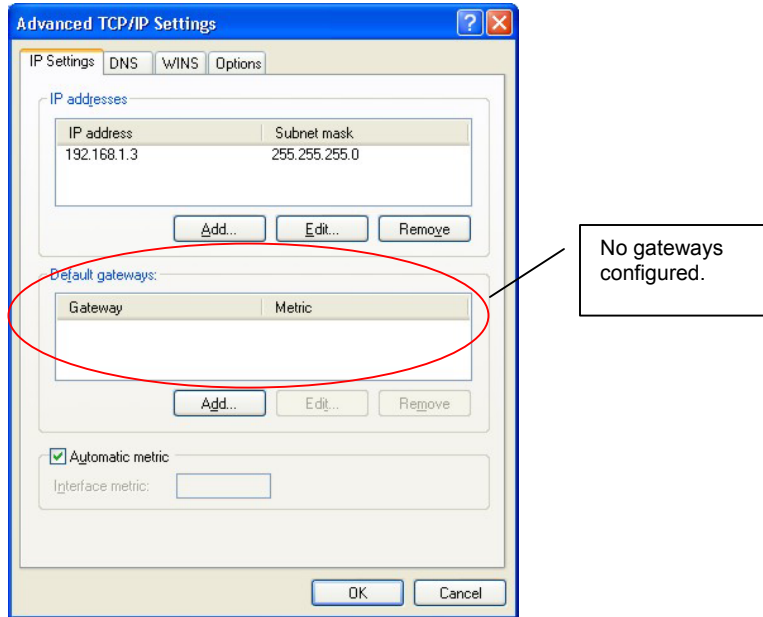 Advanced TCP/IP Settings
IP Settings DNS WINS Options
IP addresses
IP address Subnet mask
192.168.1.3 255.255.255.0
Add... Edit... Remove
Default gateways:
Gateway Metric
Add... Edit... Remove
Automatic metric
Interface metric:
OK Cancel
No gateways
configured.